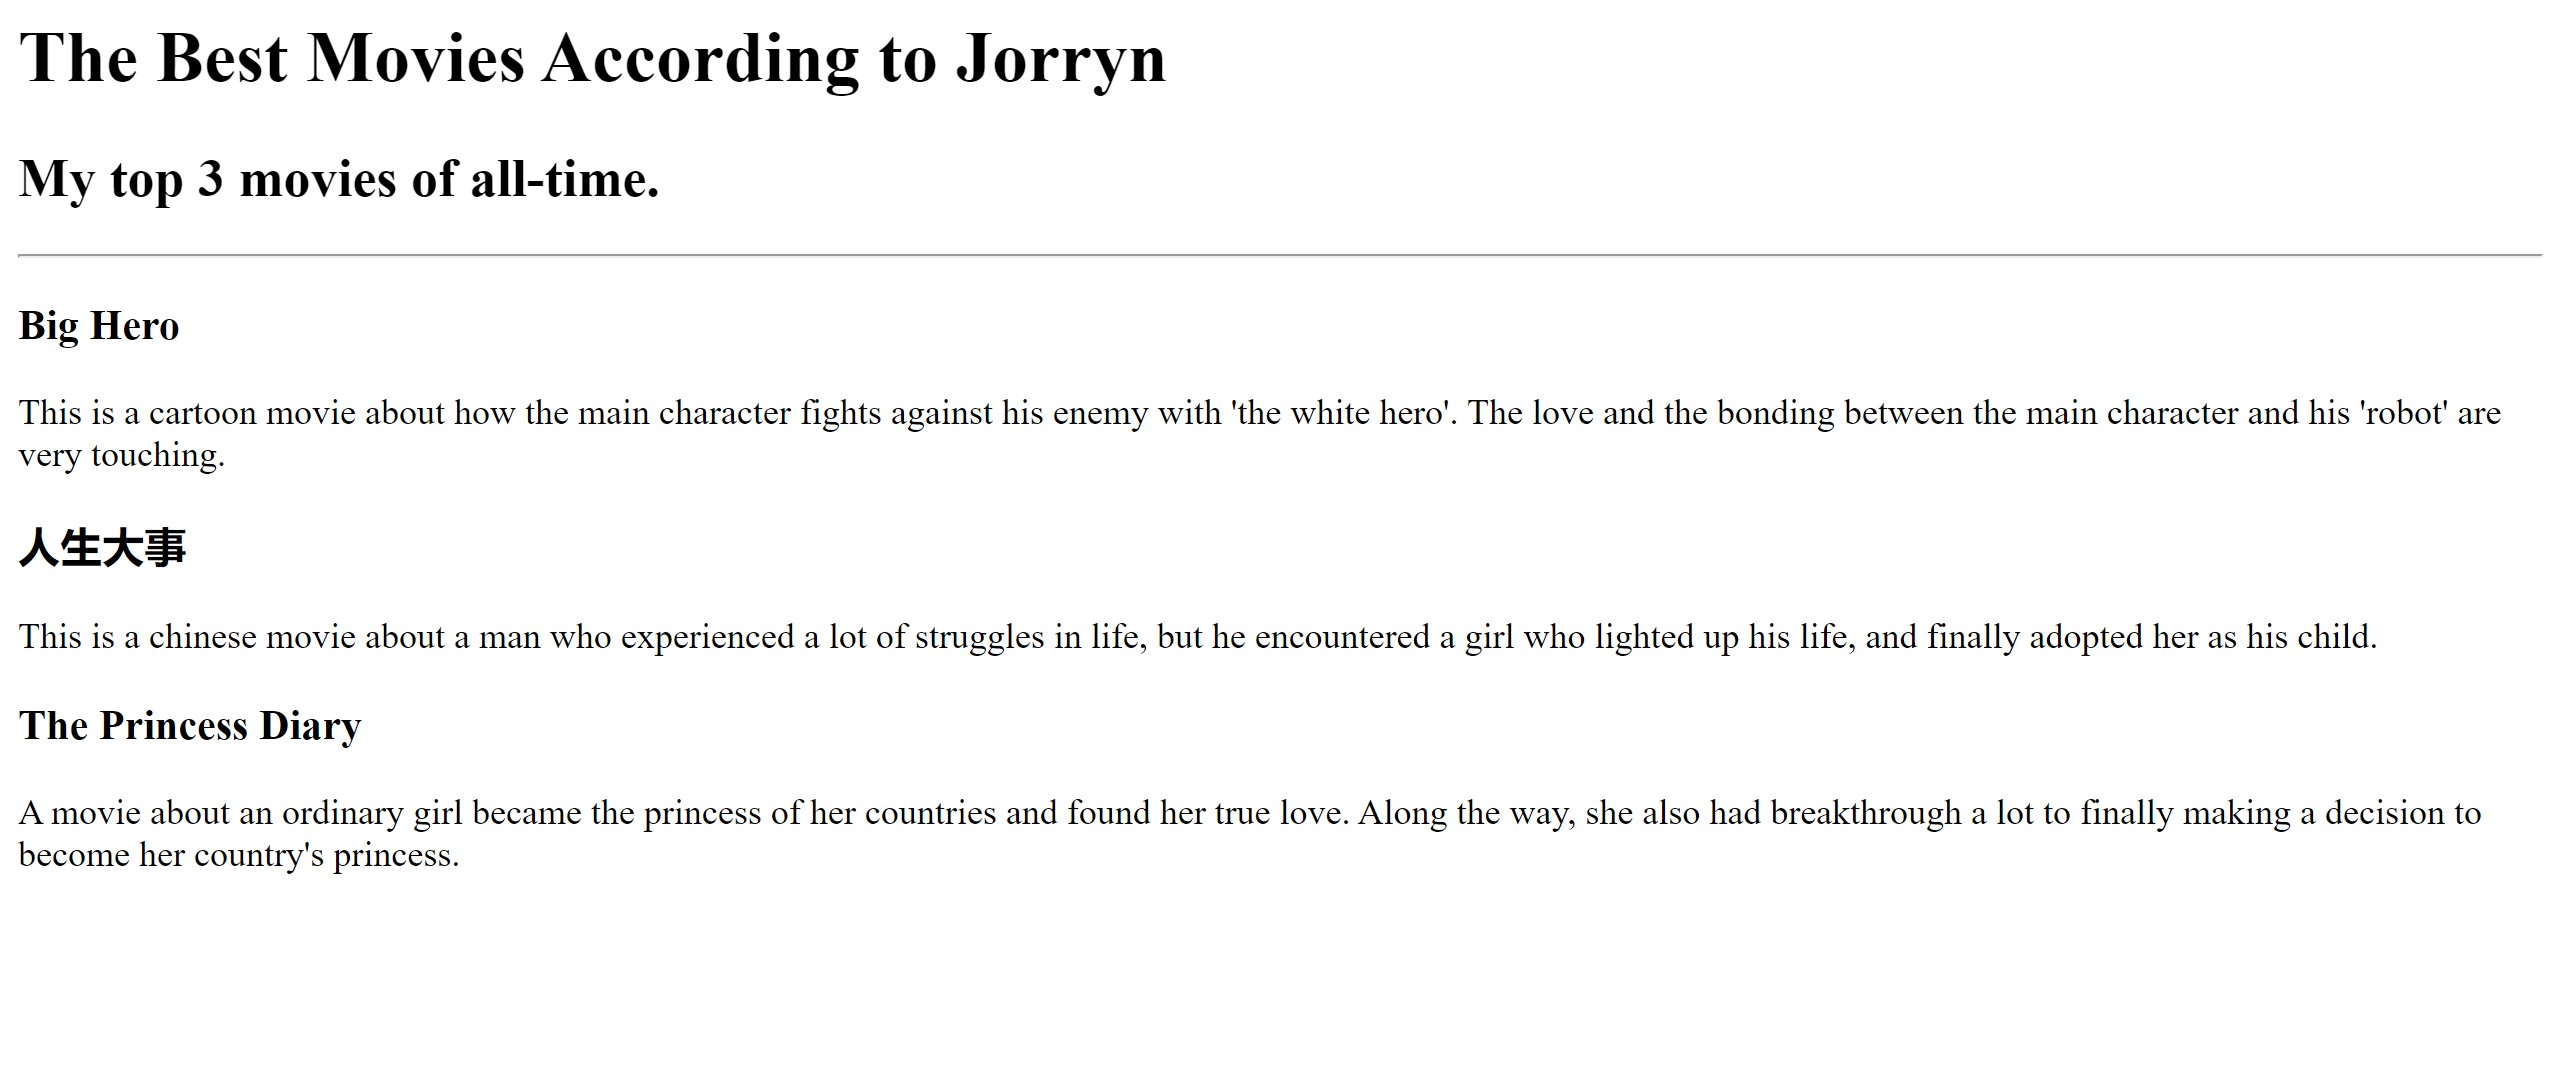 The Best Movies According to Jorryn
My top 3 movies of all-time.
Big Hero
This is a cartoon movie about how the main character fights against his enemy with 'the white hero'. The love and the bonding between the main character and his 'robot' are
very touching.
人生大事
This is a chinese movie about a man who experienced a lot of struggles in life, but he encountered a girl who lighted up his life, and finally adopted her as his child.
The Princess Diary
A movie about an ordinary girl became the princess of her countries and found her true love. Along the way, she also had breakthrough a lot to finally making a decision to
become her country's princess.